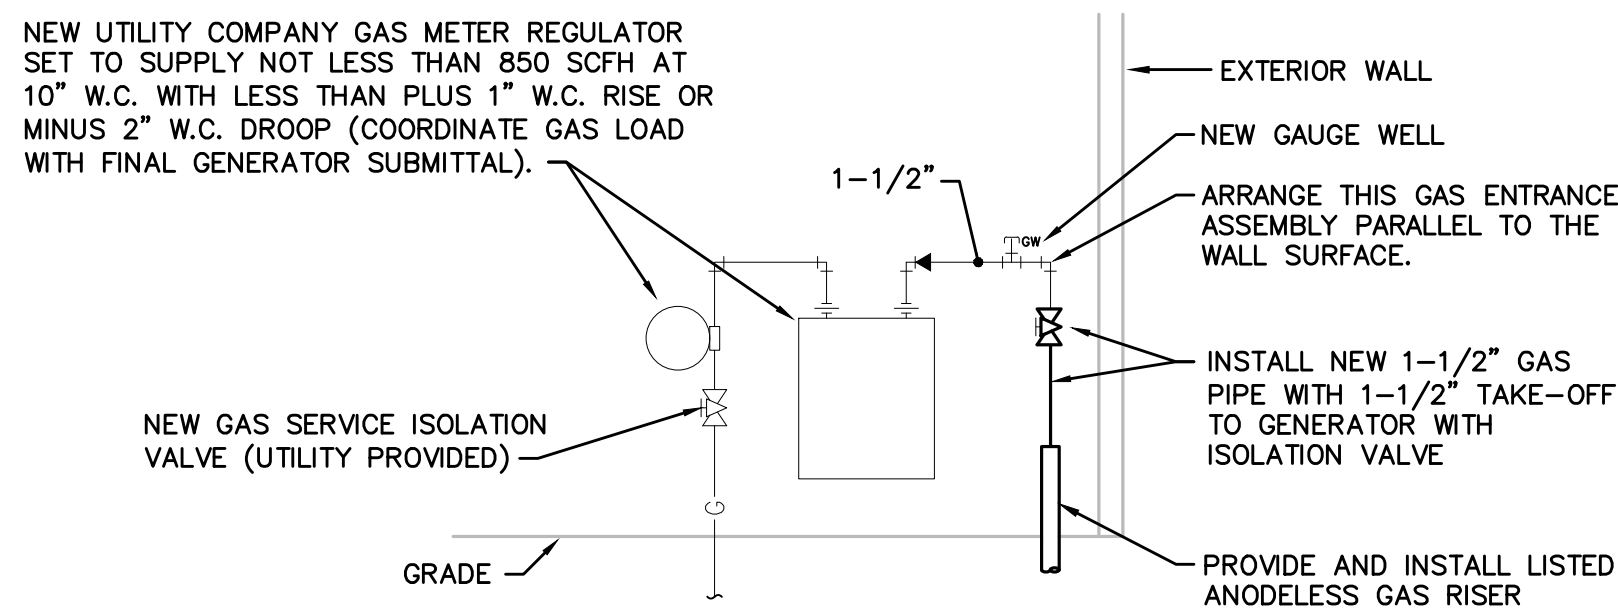 NEW UTILITY COMPANY GAS METER REGULATOR
SET TO SUPPLY NOT LESS THAN 850 SCFH AT
10" W.C. WITH LESS THAN PLUS 1" W.C. RISE OR
MINUS 2" W.C. DROOP (COORDINATE GAS LOAD
WITH FINAL GENERATOR SUBMITTAL).
EXTERIOR WALL
NEW GAUGE WELL
1-1/2"
ARRANGE THIS GAS ENTRANCE
ASSEMBLY PARALLEL TO THE
WALL SURFACE.
GW
INSTALL NEW 1-1/2" GAS
PIPE WITH 1-1/2" TAKE-OFF
TO GENERATOR WITH
ISOLATION VALVE
NEW GAS SERVICE ISOLATION
VALVE (UTILITY PROVIDED)
G
GRADE
PROVIDE AND INSTALL LISTED
ANODELESS GAS RISER